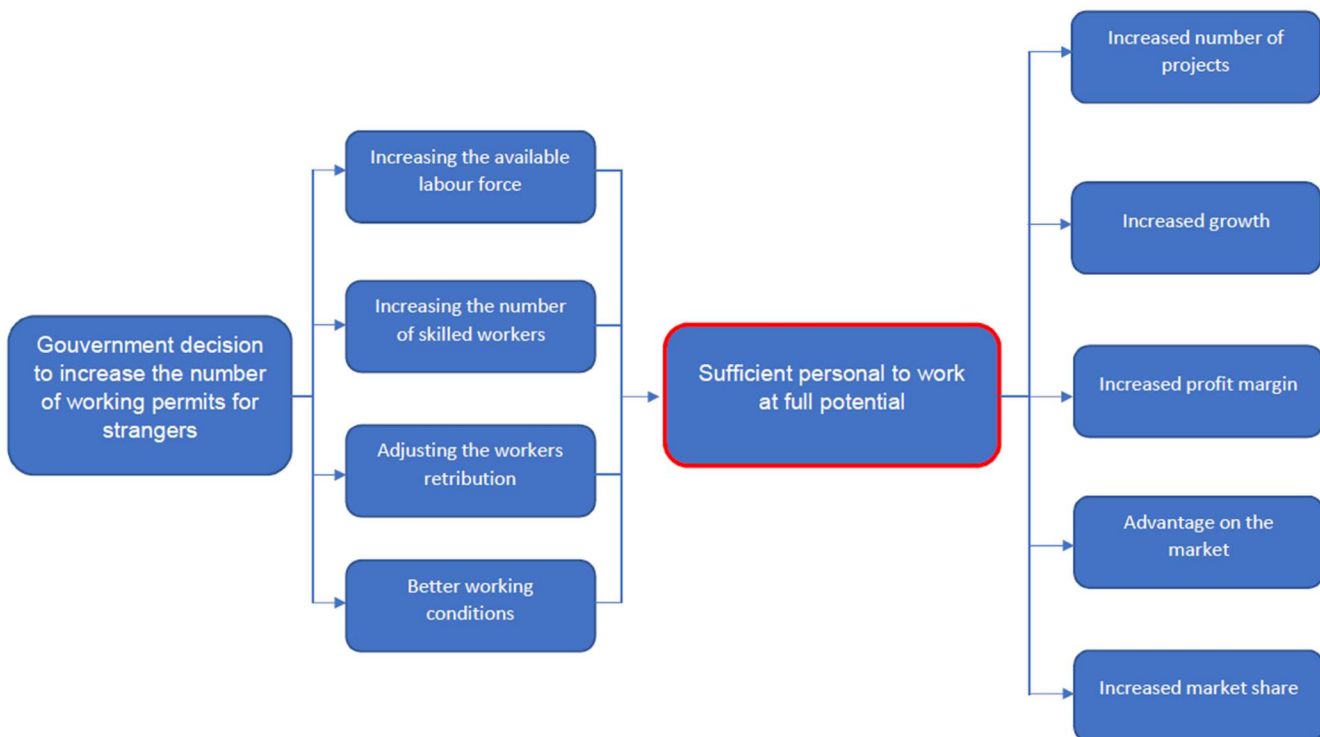 Gouvernment decision
to increase the number
of working permits for
strangers
Increasing the available
labour force
Increasing the number
of skilled workers
Adjusting the workers
retribution
Better working
conditions
Sufficient personal to work
at full potential
Increased number of
projects
Increased growth
Increased profit margin
Advantage on the
market
Increased market share